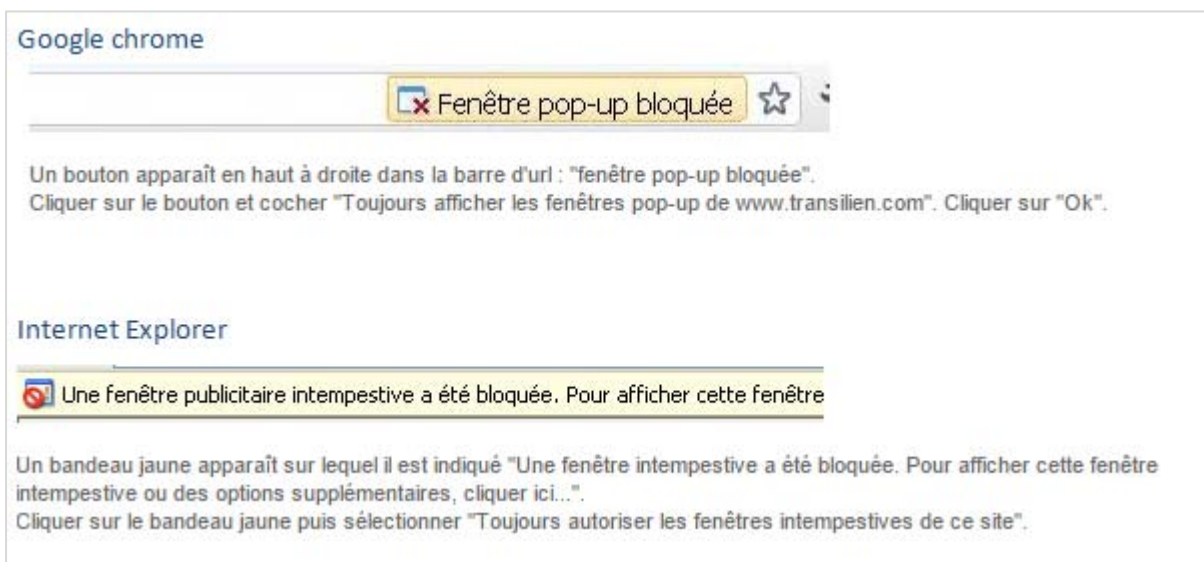 Google chrome
Fenêtre pop-up bloquée
Un bouton apparaît en haut à droite dans la barre d'url : "fenêtre pop-up bloquée".
Cliquer sur le bouton et cocher "Toujours afficher les fenêtres pop-up de www.transilien.com". Cliquer sur "Ok".
Internet Explorer
Une fenêtre publicitaire intempestive a été bloquée. Pour afficher cette fenêtre
Un bandeau jaune apparaît sur lequel il est indiqué "Une fenêtre intempestive a été bloquée. Pour afficher cette fenêtre
intempestive ou des options supplémentaires, cliquer ici...".
Cliquer sur le bandeau jaune puis sélectionner "Toujours autoriser les fenêtres intempestives de ce site".